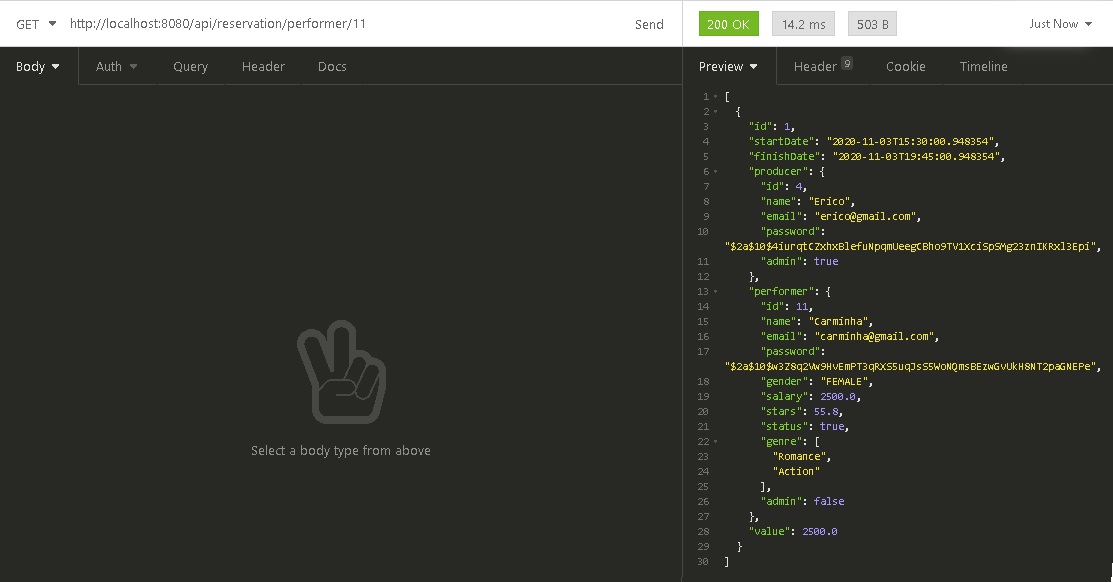 GET http://localhost:8080/api/reservation/performer/11 Send
200 OK 14.2 ms 503 B Just Now
Body Auth Query Header Docs
Preview Header 9 Cookie Timeline
Select a body type from above
1 [
2 {
3 "id": 1,
4 "startDate": "2020-11-03T15:30:00.948354",
5 "finishDate": "2020-11-03T19:45:00.948354",
6 "producer": {
7 "id": 4,
8 "name": "Erico",
9 "email": "erico@gmail.com",
10 "password":
"$2a$10$4iurqtCZxhxBlefuNpqmUeegCBho9TV1XciSpSMg23znIKRxl3Epi",
11 "admin": true
12 },
13 "performer": {
14 "id": 11,
15 "name": "Carminha",
16 "email": "carminha@gmail.com",
17 "password":
"$2a$10$w3Z8q2Vw9HvEmPT3qRXS5uqJsS5WoNQmsBEzwGvUkH8NT2paGNEPe",
18 "gender": "FEMALE",
19 "salary": 2500.0,
20 "stars": 55.8,
21 "status": true,
22 "genre": [
23 "Romance",
24 "Action"
25 ],
26 "admin": false
27 },
28 "value": 2500.0
29 }
30 ]